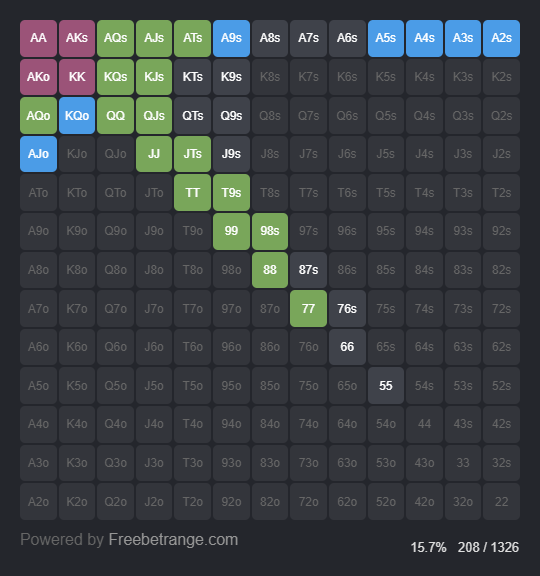 AA AKs AQs AJs ATs A9s A8s A7s A6s A5s A4s A3s A2s
AKo KK KQs KJs KTs K9s K8s K7s K6s K5s K4s K3s K2s
AQo KQo QQ QJs QTs Q9s Q8s Q7s Q6s Q5s Q4s Q3s Q2s
AJo KJo QJo JJ JTs J9s J8s J7s J6s J5s J4s J3s J2s
ATo KTo QTo JTo TT T9s T8s T7s T6s T5s T4s T3s T2s
A9o K9o Q9o J9o T9o 99 98s 97s 96s 95s 94s 93s 92s
A8o K8o Q8o J8o T8o 98o 88 87s 86s 85s 84s 83s 82s
A7o K7o Q7o J7o T7o 97o 87o 77 76s 75s 74s 73s 72s
A6o K6o Q6o J6o T6o 96o 86o 76o 66 65s 64s 63s 62s
A5o K5o Q5o J5o T5o 95o 85o 75o 65o 55 54s 53s 52s
A4o K4o Q4o J4o T4o 94o 84o 74o 64o 54o 44 43s 42s
A3o K3o Q3o J3o T3o 93o 83o 73o 63o 53o 43o 33 32s
A2o K2o Q2o J2o T2o 92o 82o 72o 62o 52o 42o 32o 22
Powered by Freebetrange.com
15.7% 208 / 1326